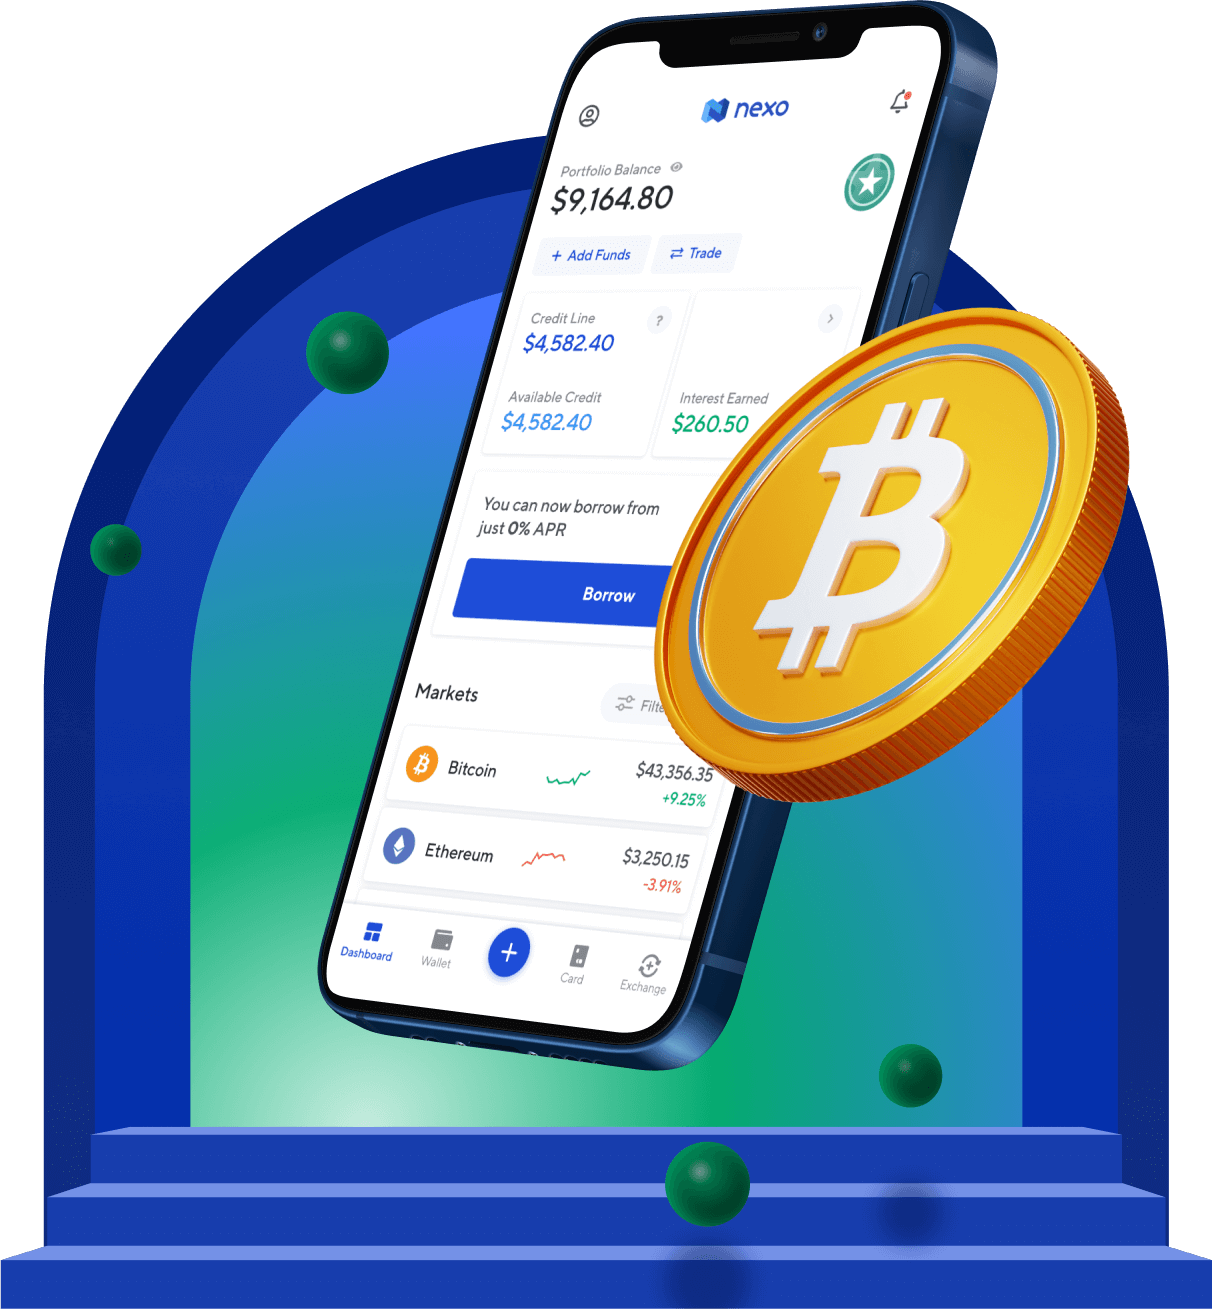 nexo
Portfolio Balance
$9,164.80
+ Add Funds
Trade
Credit Line
?
$4,582.40
Available Credit
$4,582.40
Interest Earned
$260.50
You can now borrow from
just 0% APR
Borrow
Markets
Bitcoin
$43,356.35
+9.25%
Ethereum
$3,250.15
-3.91%
Dashboard
Wallet
+
Card
Exchange